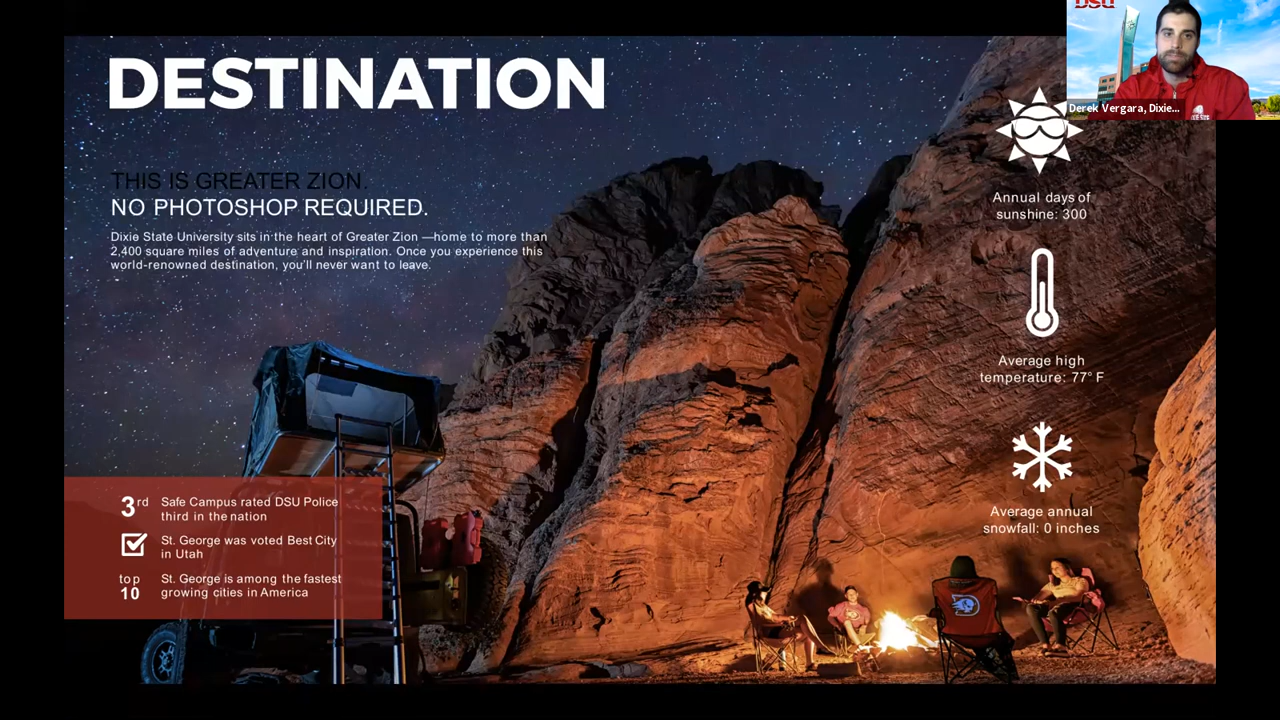 DSU
Derek Vergara, Dixie...
DESTINATION
THIS IS GREATER ZION.
NO PHOTOSHOP REQUIRED.
Dixie State University sits in the heart of Greater Zion —home to more than
2,400 square miles of adventure and inspiration. Once you experience this
world-renowned destination, you'll never want to leave.
Annual days of
sunshine: 300
Average high
temperature: 77° F
Average annual
snowfall: 0 inches
3rd Safe Campus rated DSU Police
third in the nation
St. George was voted Best City
in Utah
top St. George is among the fastest
10 growing cities in America